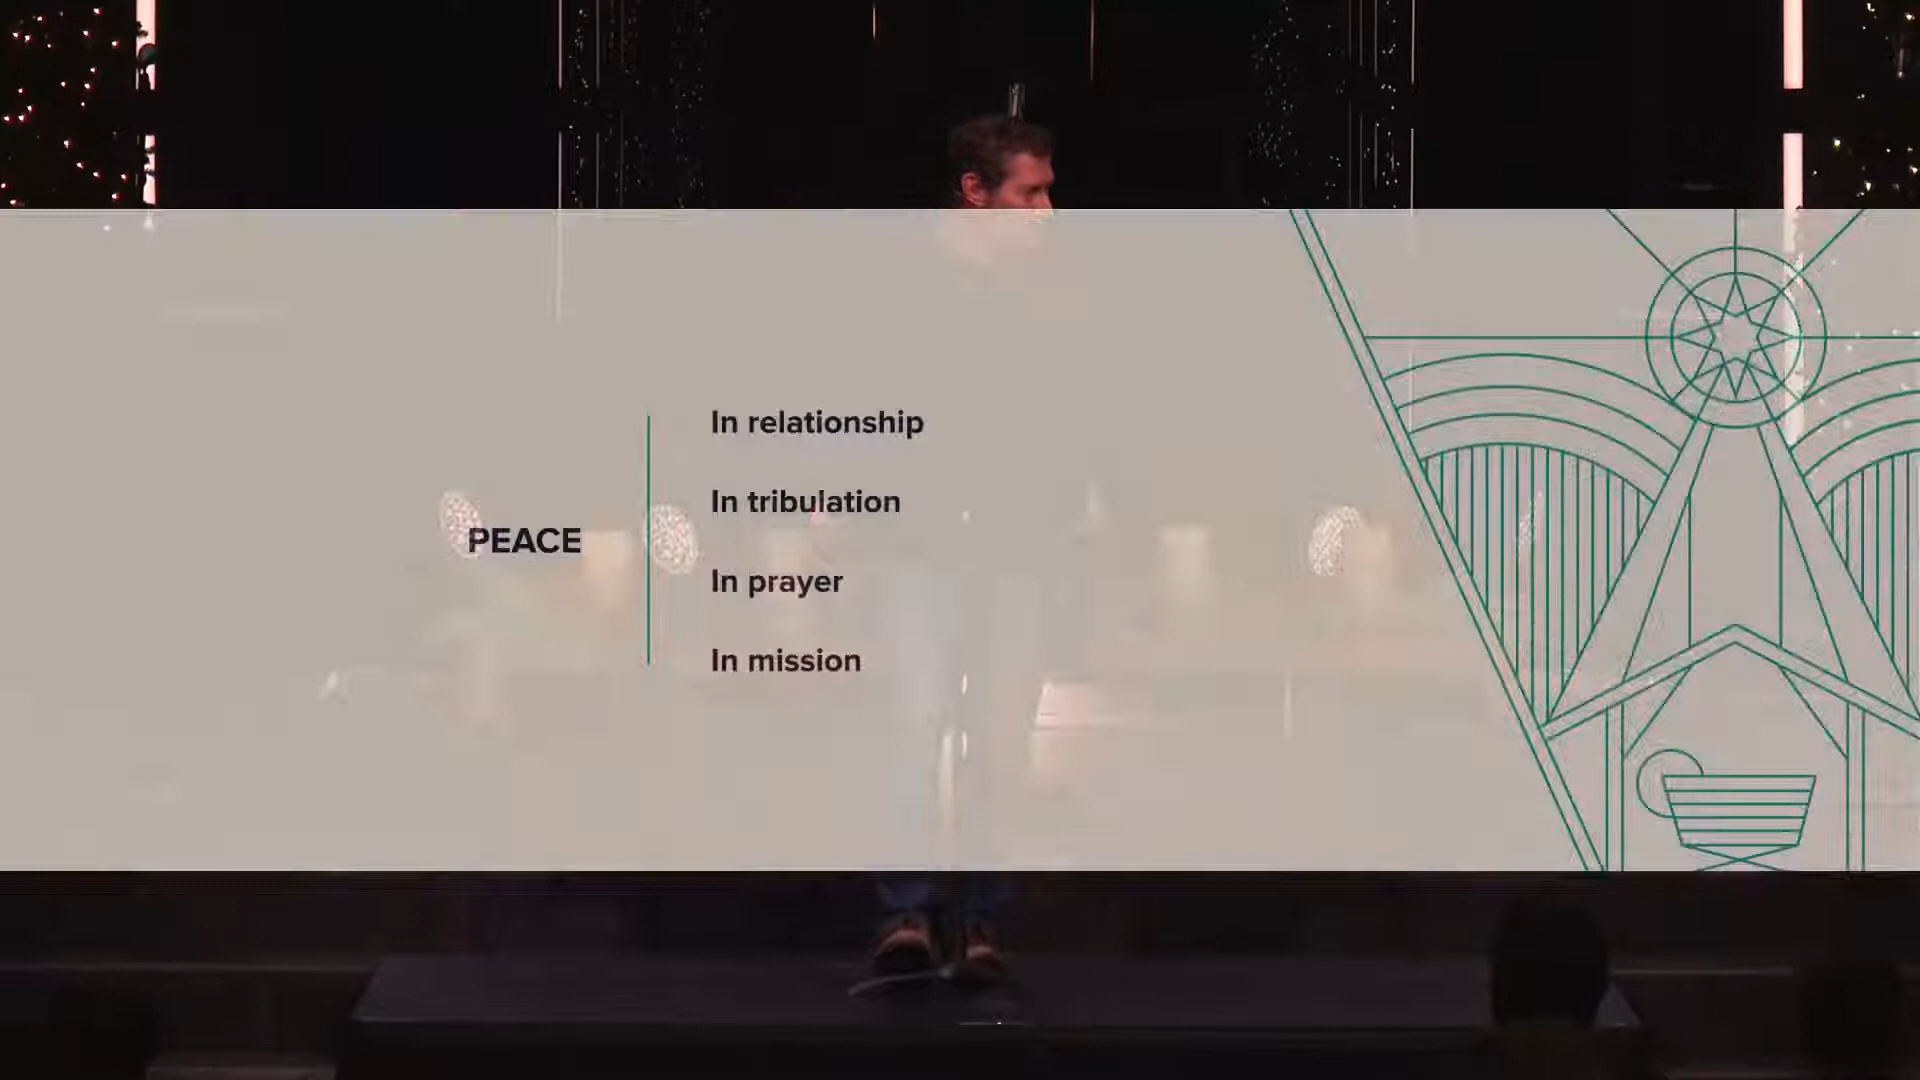 PEACE
In relationship
In tribulation
In prayer
In mission